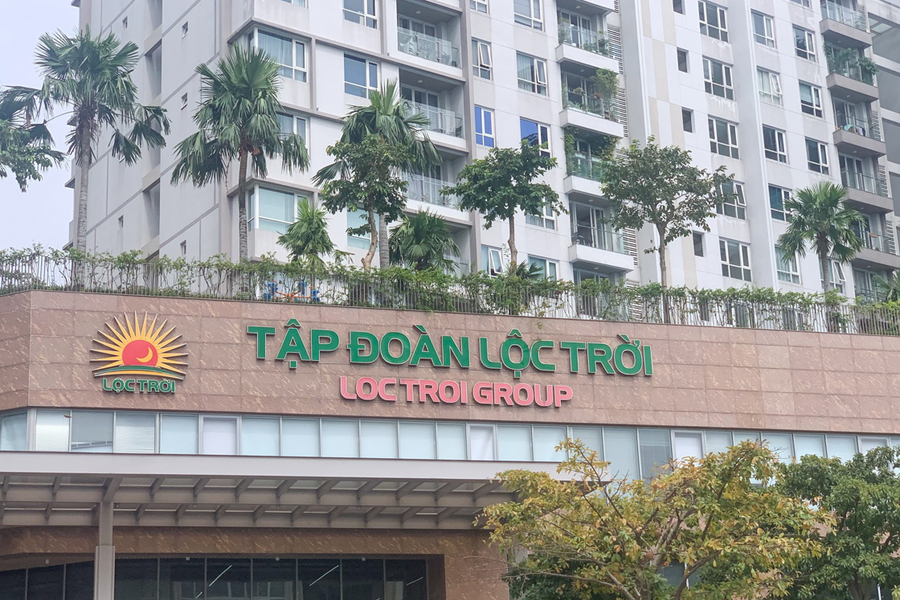 LỘC TRỜI
TẬP ĐOÀN LỘC TRỜI
LOC TROI GROUP